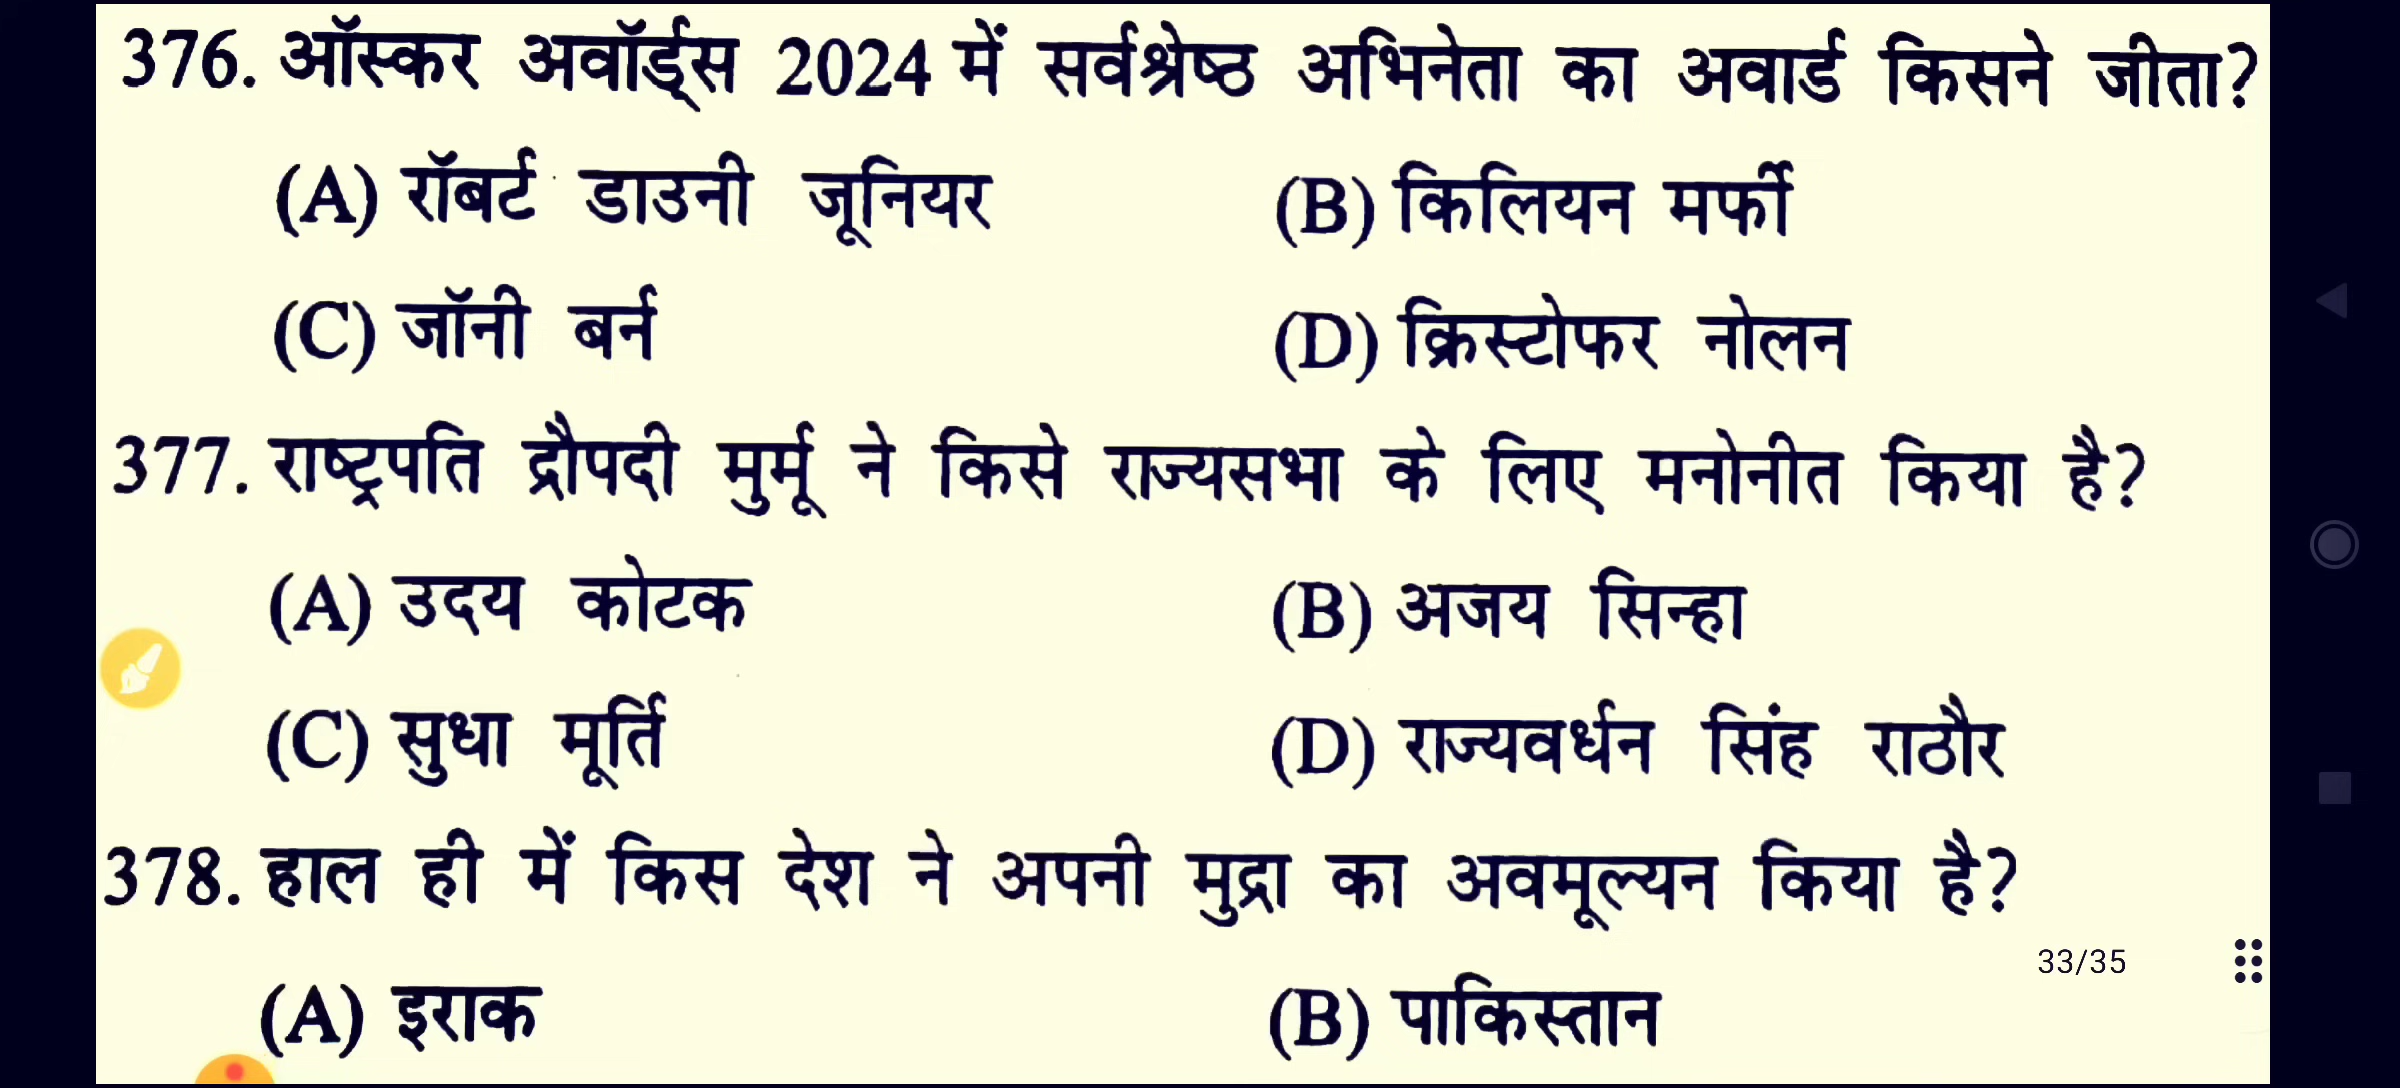 376. ऑस्कर अवॉर्ड्स 2024 में सर्वश्रेष्ठ अभिनेता का अवार्ड किसने जीता?
(A) रॉबर्ट डाउनी जूनियर (B) किलियन मर्फी
(C) जॉनी बर्न (D) क्रिस्टोफर नोलन
377. राष्ट्रपति द्रौपदी मुर्मू ने किसे राज्यसभा के लिए मनोनीत किया है?
(A) उदय कोटक (B) अजय सिन्हा
(C) सुधा मूर्ति (D) राज्यवर्धन सिंह राठौर
378. हाल ही में किस देश ने अपनी मुद्रा का अवमूल्यन किया है?
33/35
(A) इराक (B) पाकिस्तान